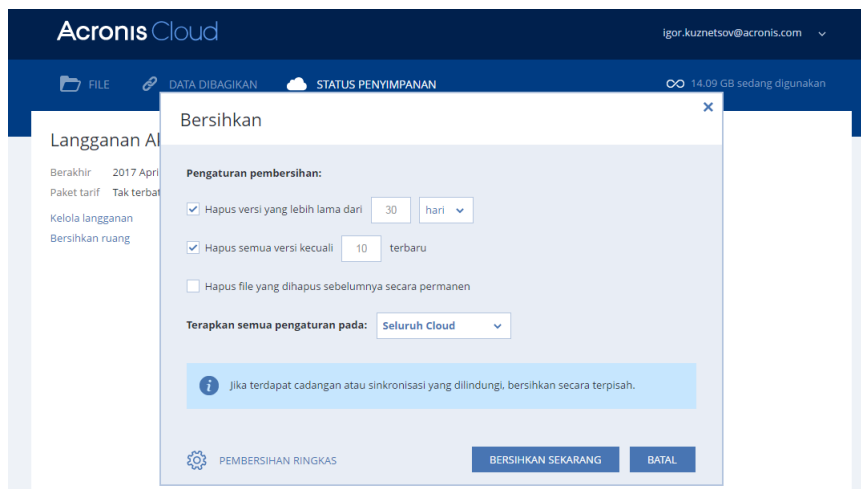 Acronis Cloud
igor.kuznetsov@acronis.com
FILE
DATA DIBAGIKAN
STATUS PENYIMPANAN
14.09 GB sedang digunakan
Langganan
Berakhir 2017
Paket tarif Tak
Kelola langganan
Bersihkan ruang
Bersihkan
Pengaturan pembersihan:
Hapus versi yang lebih lama dari 30 hari
Hapus semua versi kecuali 10 terbaru
Hapus file yang dihapus sebelumnya secara permanen
Terapkan semua pengaturan pada: Seluruh Cloud
Jika terdapat cadangan atau sinkronisasi yang dilindungi, bersihkan secara terpisah.
PEMBERSIHAN RINGKAS
BERSIHKAN SEKARANG
BATAL